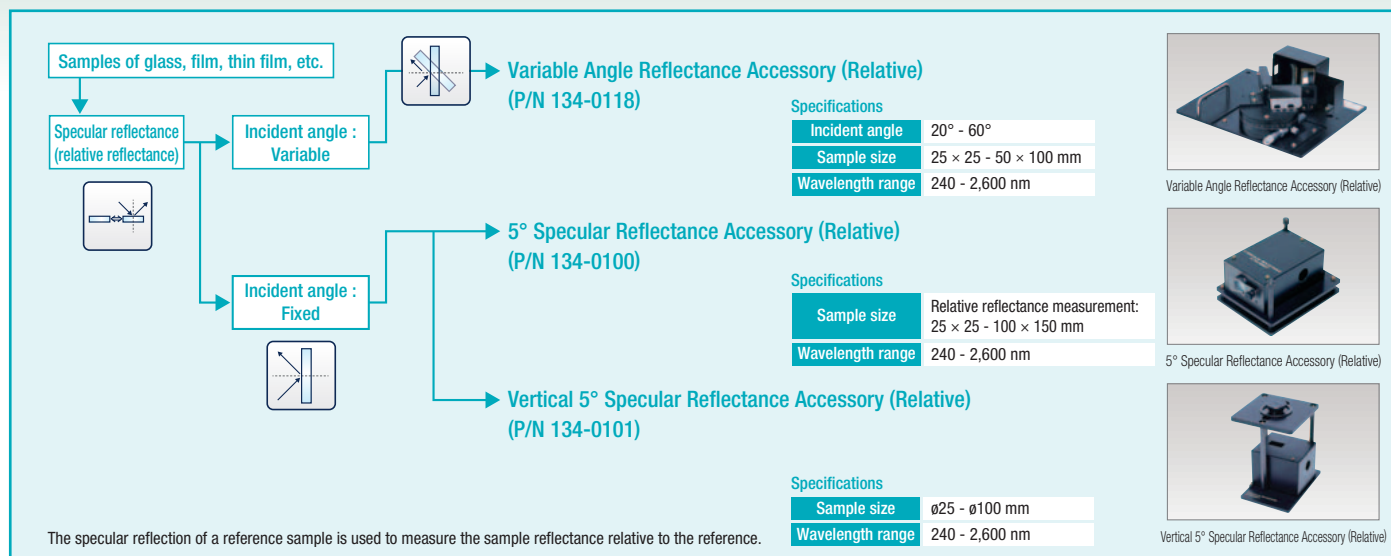 Samples of glass, film, thin film, etc.
Specular reflectance
(relative reflectance)
Incident angle :
Variable
Variable Angle Reflectance Accessory (Relative)
(P/N 134-0118)
Specifications
Incident angle 20° - 60°
Sample size 25 × 25 - 50 × 100 mm
Wavelength range 240 - 2,600 nm
Variable Angle Reflectance Accessory (Relative)
Incident angle :
Fixed
5° Specular Reflectance Accessory (Relative)
(P/N 134-0100)
Specifications
Sample size Relative reflectance measurement:
25 × 25 - 100 × 150 mm
Wavelength range 240 - 2,600 nm
5° Specular Reflectance Accessory (Relative)
Vertical 5° Specular Reflectance Accessory (Relative)
(P/N 134-0101)
Specifications
Sample size ø25 - ø100 mm
Wavelength range 240 - 2,600 nm
Vertical 5° Specular Reflectance Accessory (Relative)
The specular reflection of a reference sample is used to measure the sample reflectance relative to the reference.